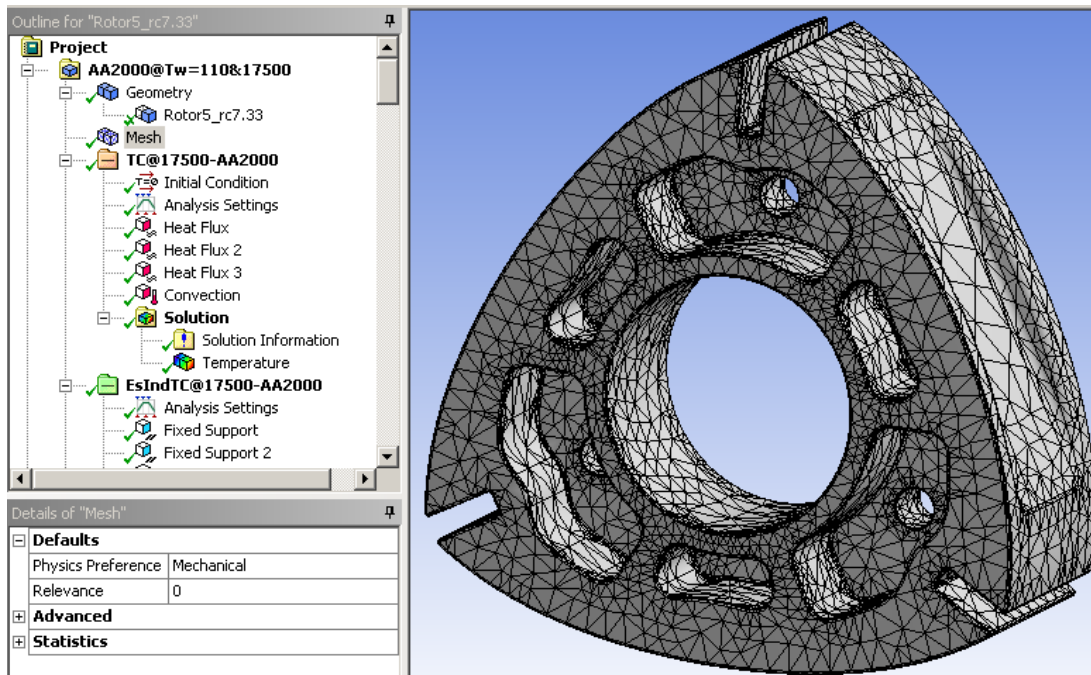 Outline for "Rotor5_rc7.33"
Project
AA2000@Tw=110&17500
Geometry
Rotor5_rc7.33
Mesh
TC@17500-AA2000
T=0 Initial Condition
Analysis Settings
Heat Flux
Heat Flux 2
Heat Flux 3
Convection
Solution
Solution Information
Temperature
EsIndTC@17500-AA2000
Analysis Settings
Fixed Support
Fixed Support 2
Details of "Mesh"
Defaults
Physics Preference Mechanical
Relevance 0
Advanced
Statistics